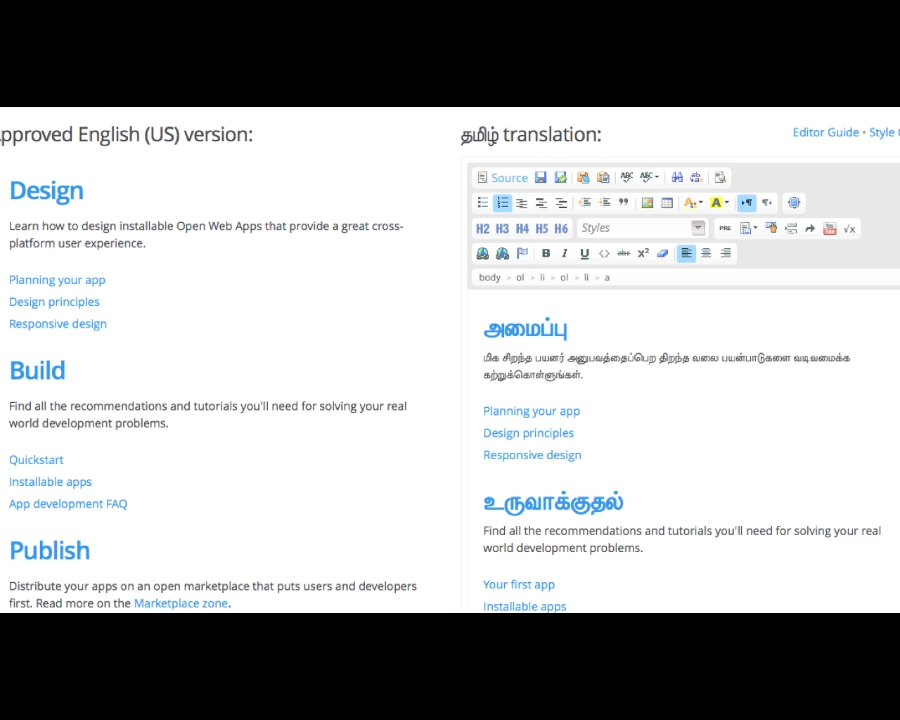 pproved English (US) version:
Design
Learn how to design installable Open Web Apps that provide a great cross-
platform user experience.
Planning your app
Design principles
Responsive design
Build
Find all the recommendations and tutorials you'll need for solving your real
world development problems.
Quickstart
Installable apps
App development FAQ
Publish
Distribute your apps on an open marketplace that puts users and developers
first. Read more on the Marketplace zone.
தமிழ் translation:
Editor Guide • Style
Source ABC ABC
H2 H3 H4 H5 H6 Styles PRE √x
B I U <> abc x²
body > ol > li > ol > li > a
அமைப்பு
மிக சிறந்த பயனர் அனுபவத்தைப்பெற திறந்த வலை பயன்பாடுகளை வடிவமைக்க
கற்றுக்கொள்ளுங்கள்.
Planning your app
Design principles
Responsive design
உருவாக்குதல்
Find all the recommendations and tutorials you'll need for solving your real
world development problems.
Your first app
Installable apps